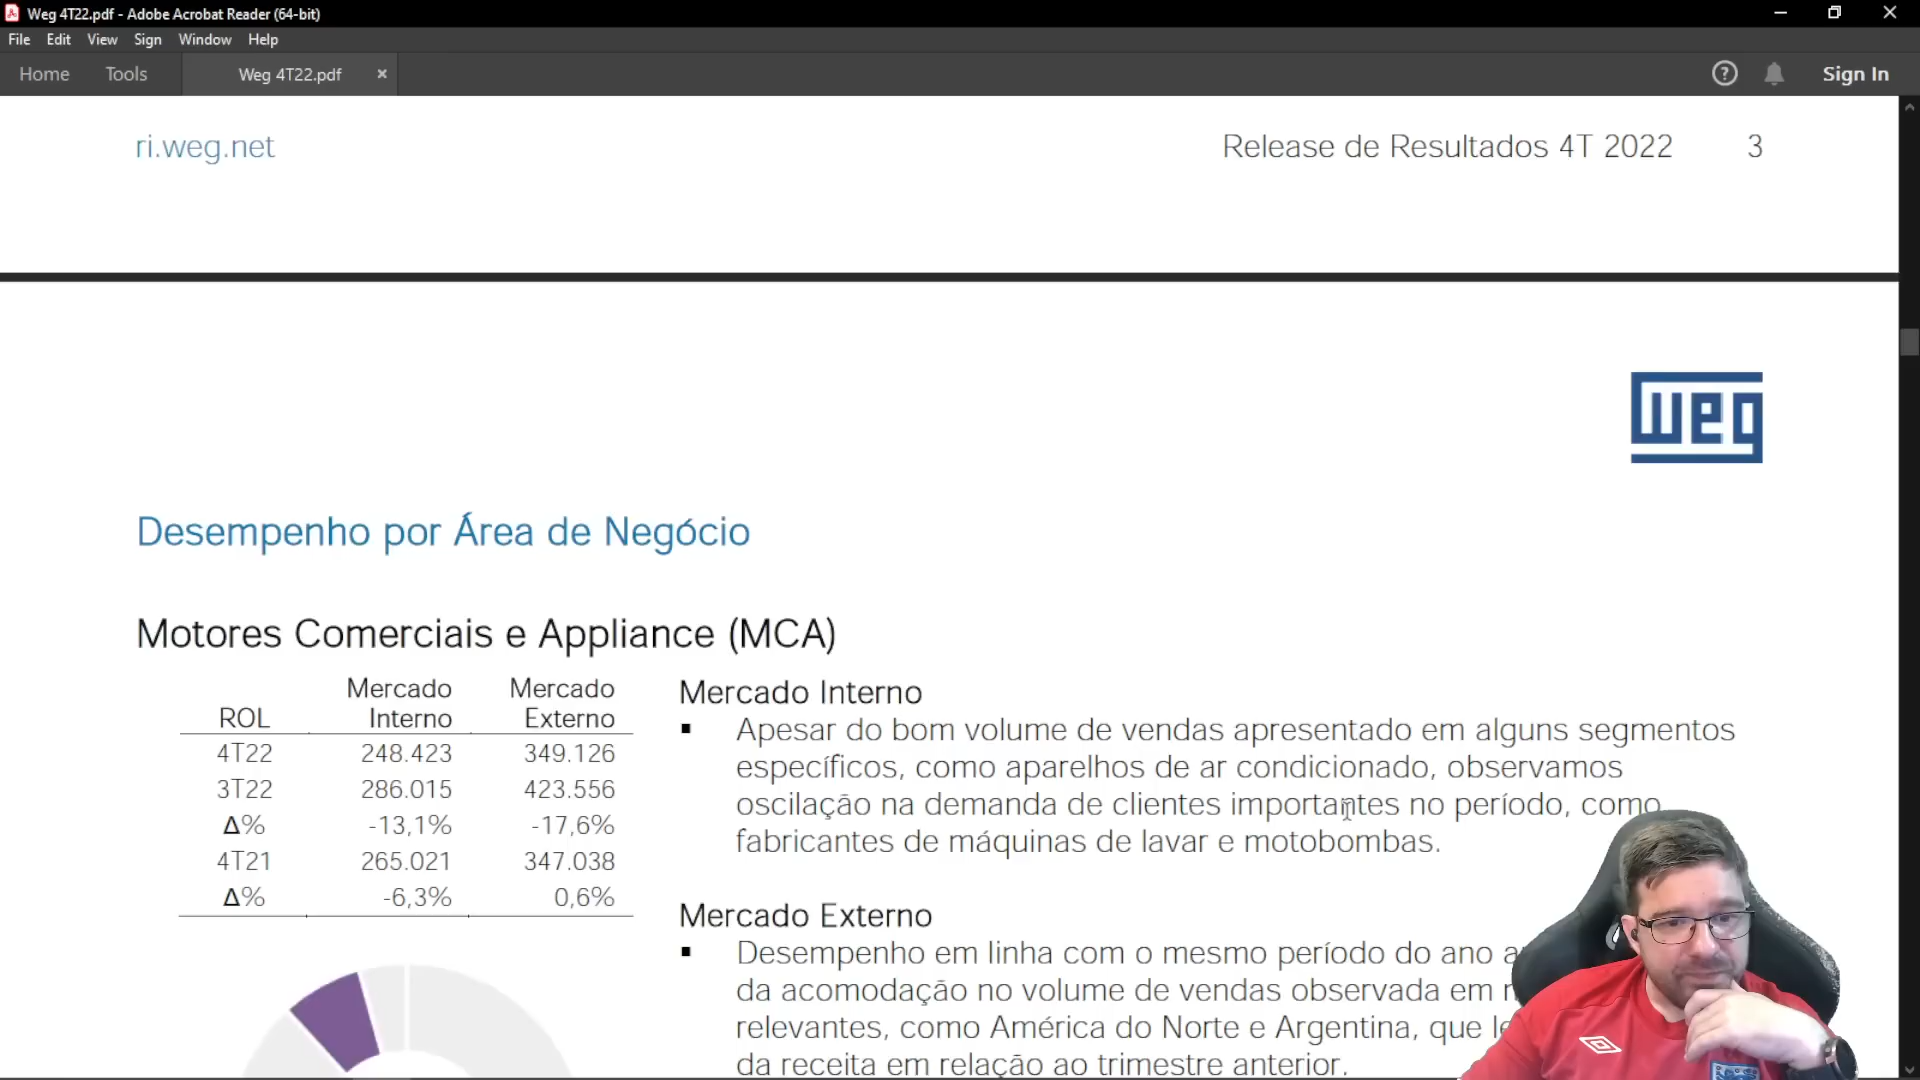 Weg 4T22.pdf - Adobe Acrobat Reader (64-bit)
File Edit View Sign Window Help
Home Tools Weg 4T22.pdf × Sign In
ri.weg.net Release de Resultados 4T 2022 3
weg
Desempenho por Área de Negócio
Motores Comerciais e Appliance (MCA)
Mercado Mercado
ROL Interno Externo
4T22 248.423 349.126
3T22 286.015 423.556
Δ% -13,1% -17,6%
4T21 265.021 347.038
Δ% -6,3% 0,6%
Mercado Interno
▪ Apesar do bom volume de vendas apresentado em alguns segmentos
específicos, como aparelhos de ar condicionado, observamos
oscilação na demanda de clientes importantes no período, como
fabricantes de máquinas de lavar e motobombas.
Mercado Externo
▪ Desempenho em linha com o mesmo período do ano
da acomodação no volume de vendas observada em
relevantes, como América do Norte e Argentina, que
da receita em relação ao trimestre anterior.